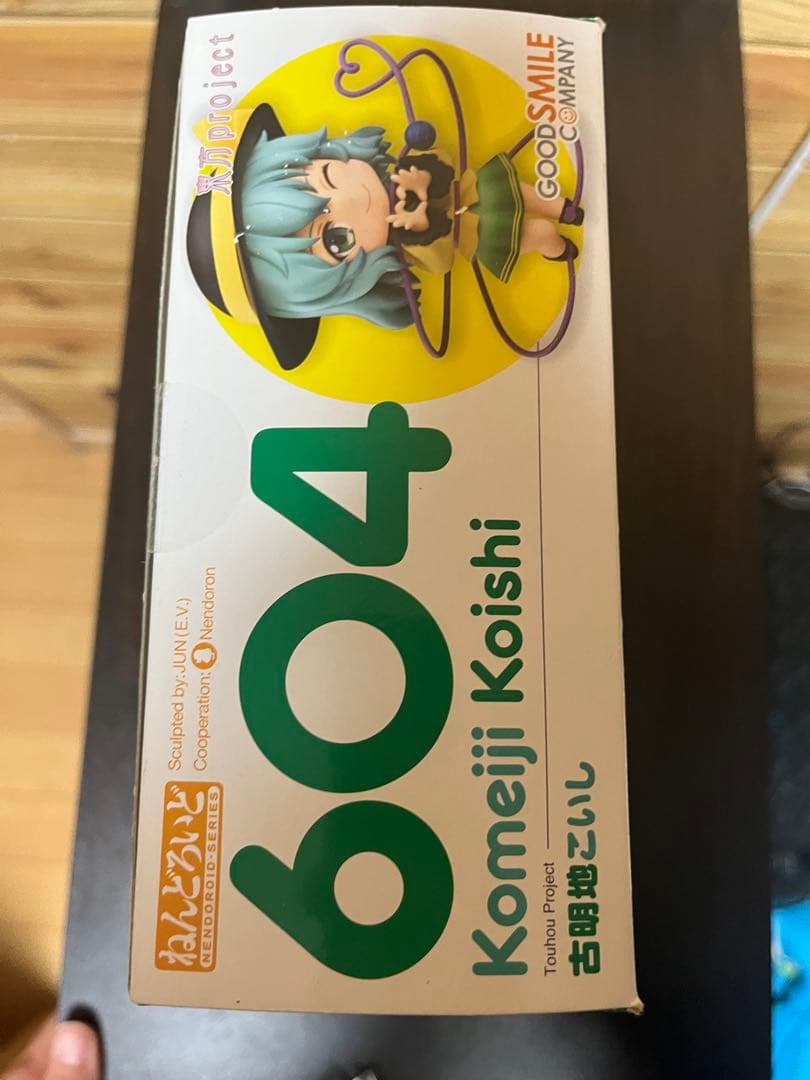 ねんどろいど
NENDOROID-SERIES
Sculpted by:JUN(E.V.)
Cooperation: Nendoron
東方project
604
Komeiji Koishi
Touhou Project
古明地こいし
GOOD SMILE
COMPANY